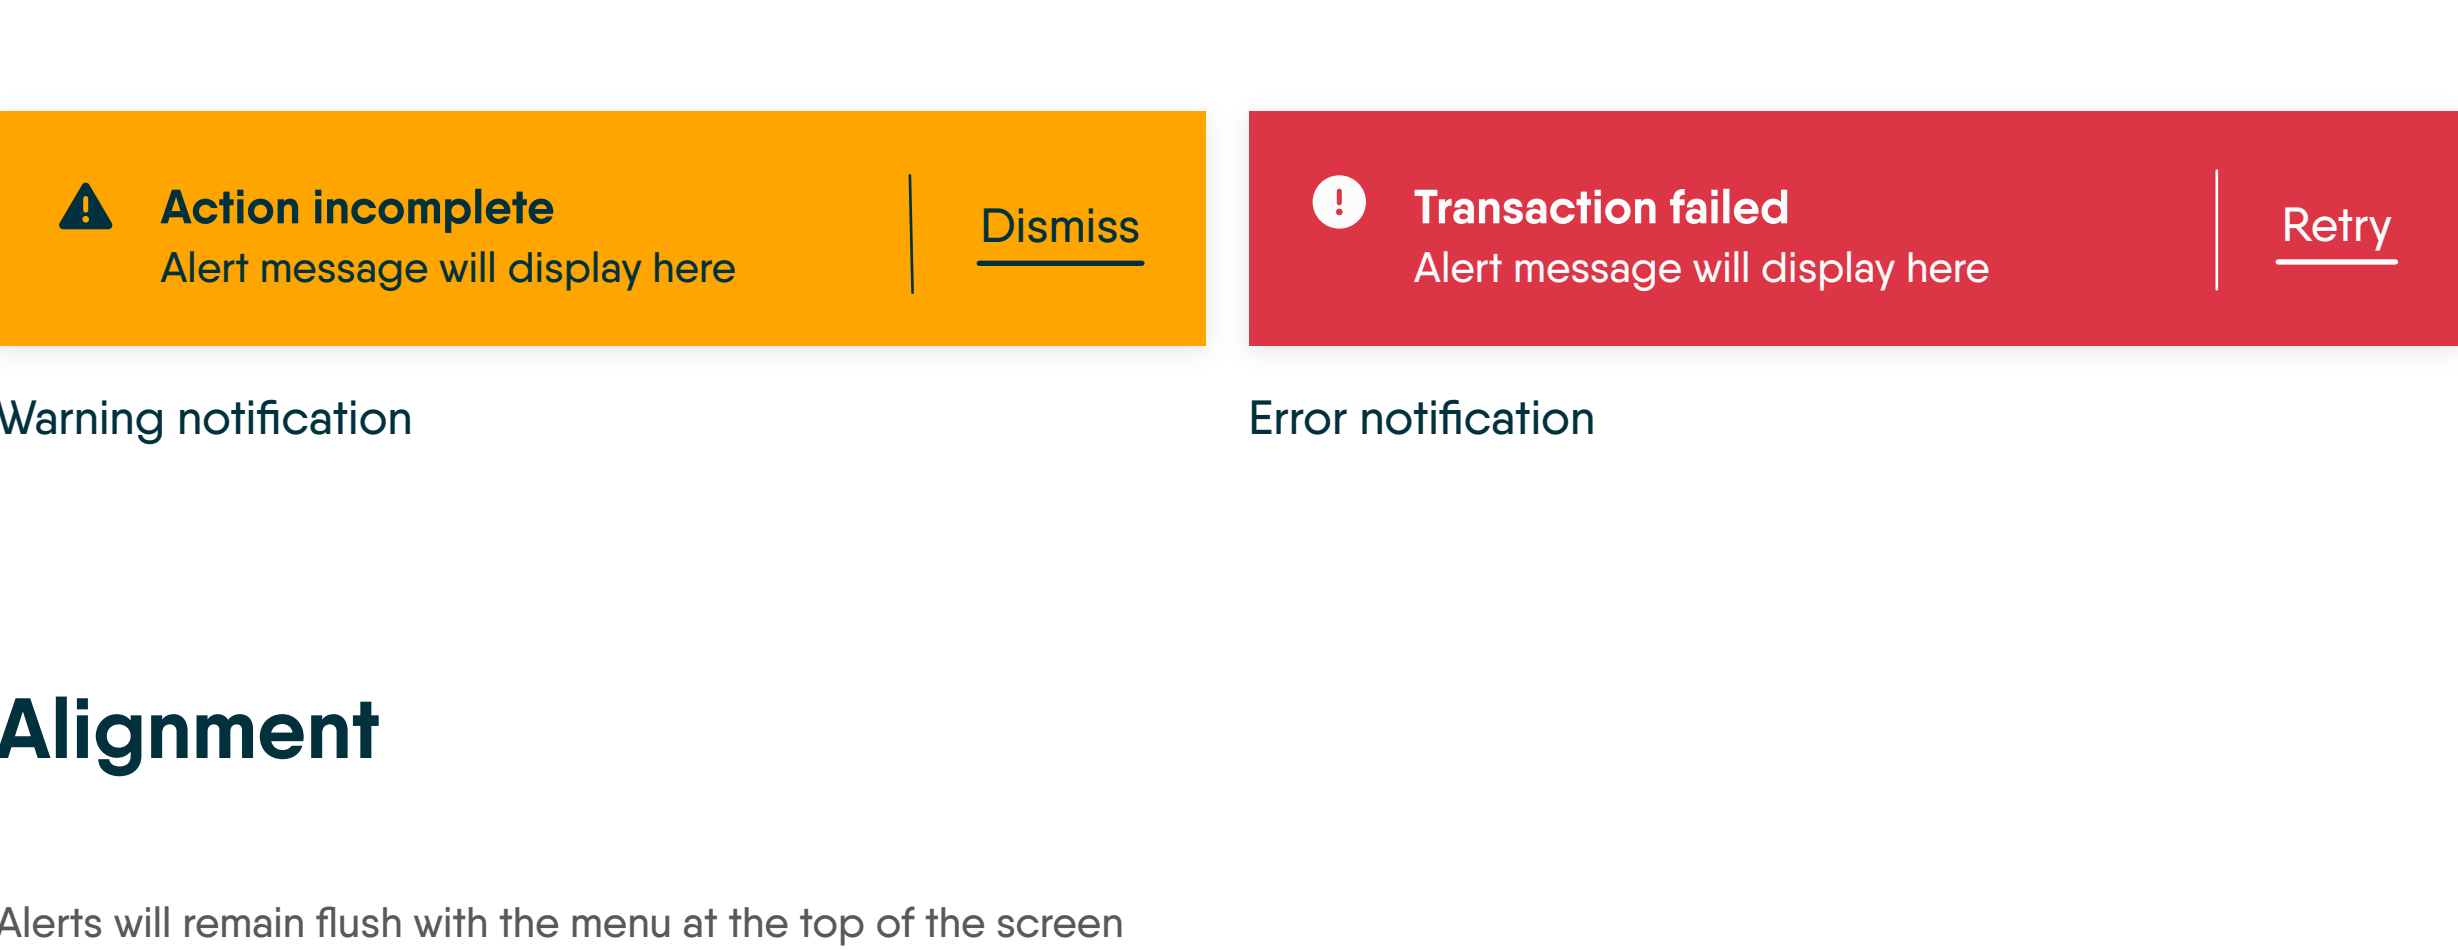 Action incomplete
Alert message will display here
Dismiss
Transaction failed
Alert message will display here
Retry
Warning notification
Error notification
Alignment
Alerts will remain flush with the menu at the top of the screen